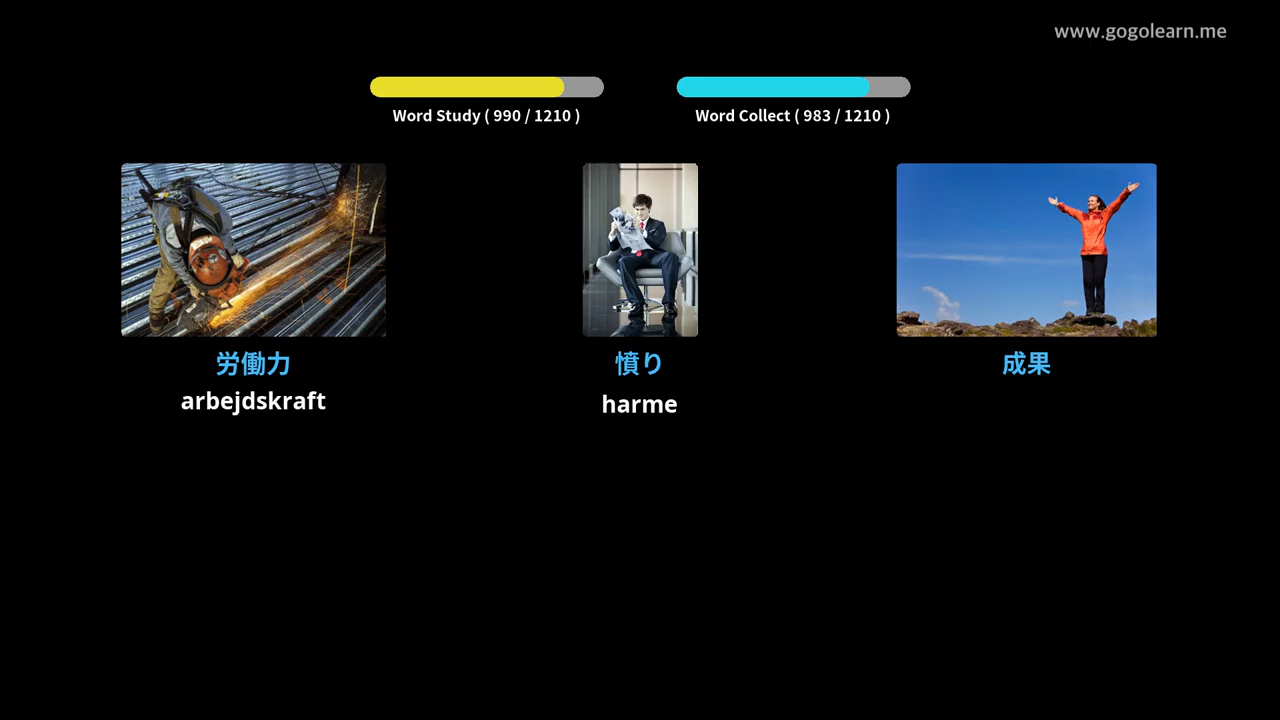 www.gogolearn.me
Word Study ( 990 / 1210 )
Word Collect ( 983 / 1210 )
労働力
憤り
成果
arbejdskraft
harme